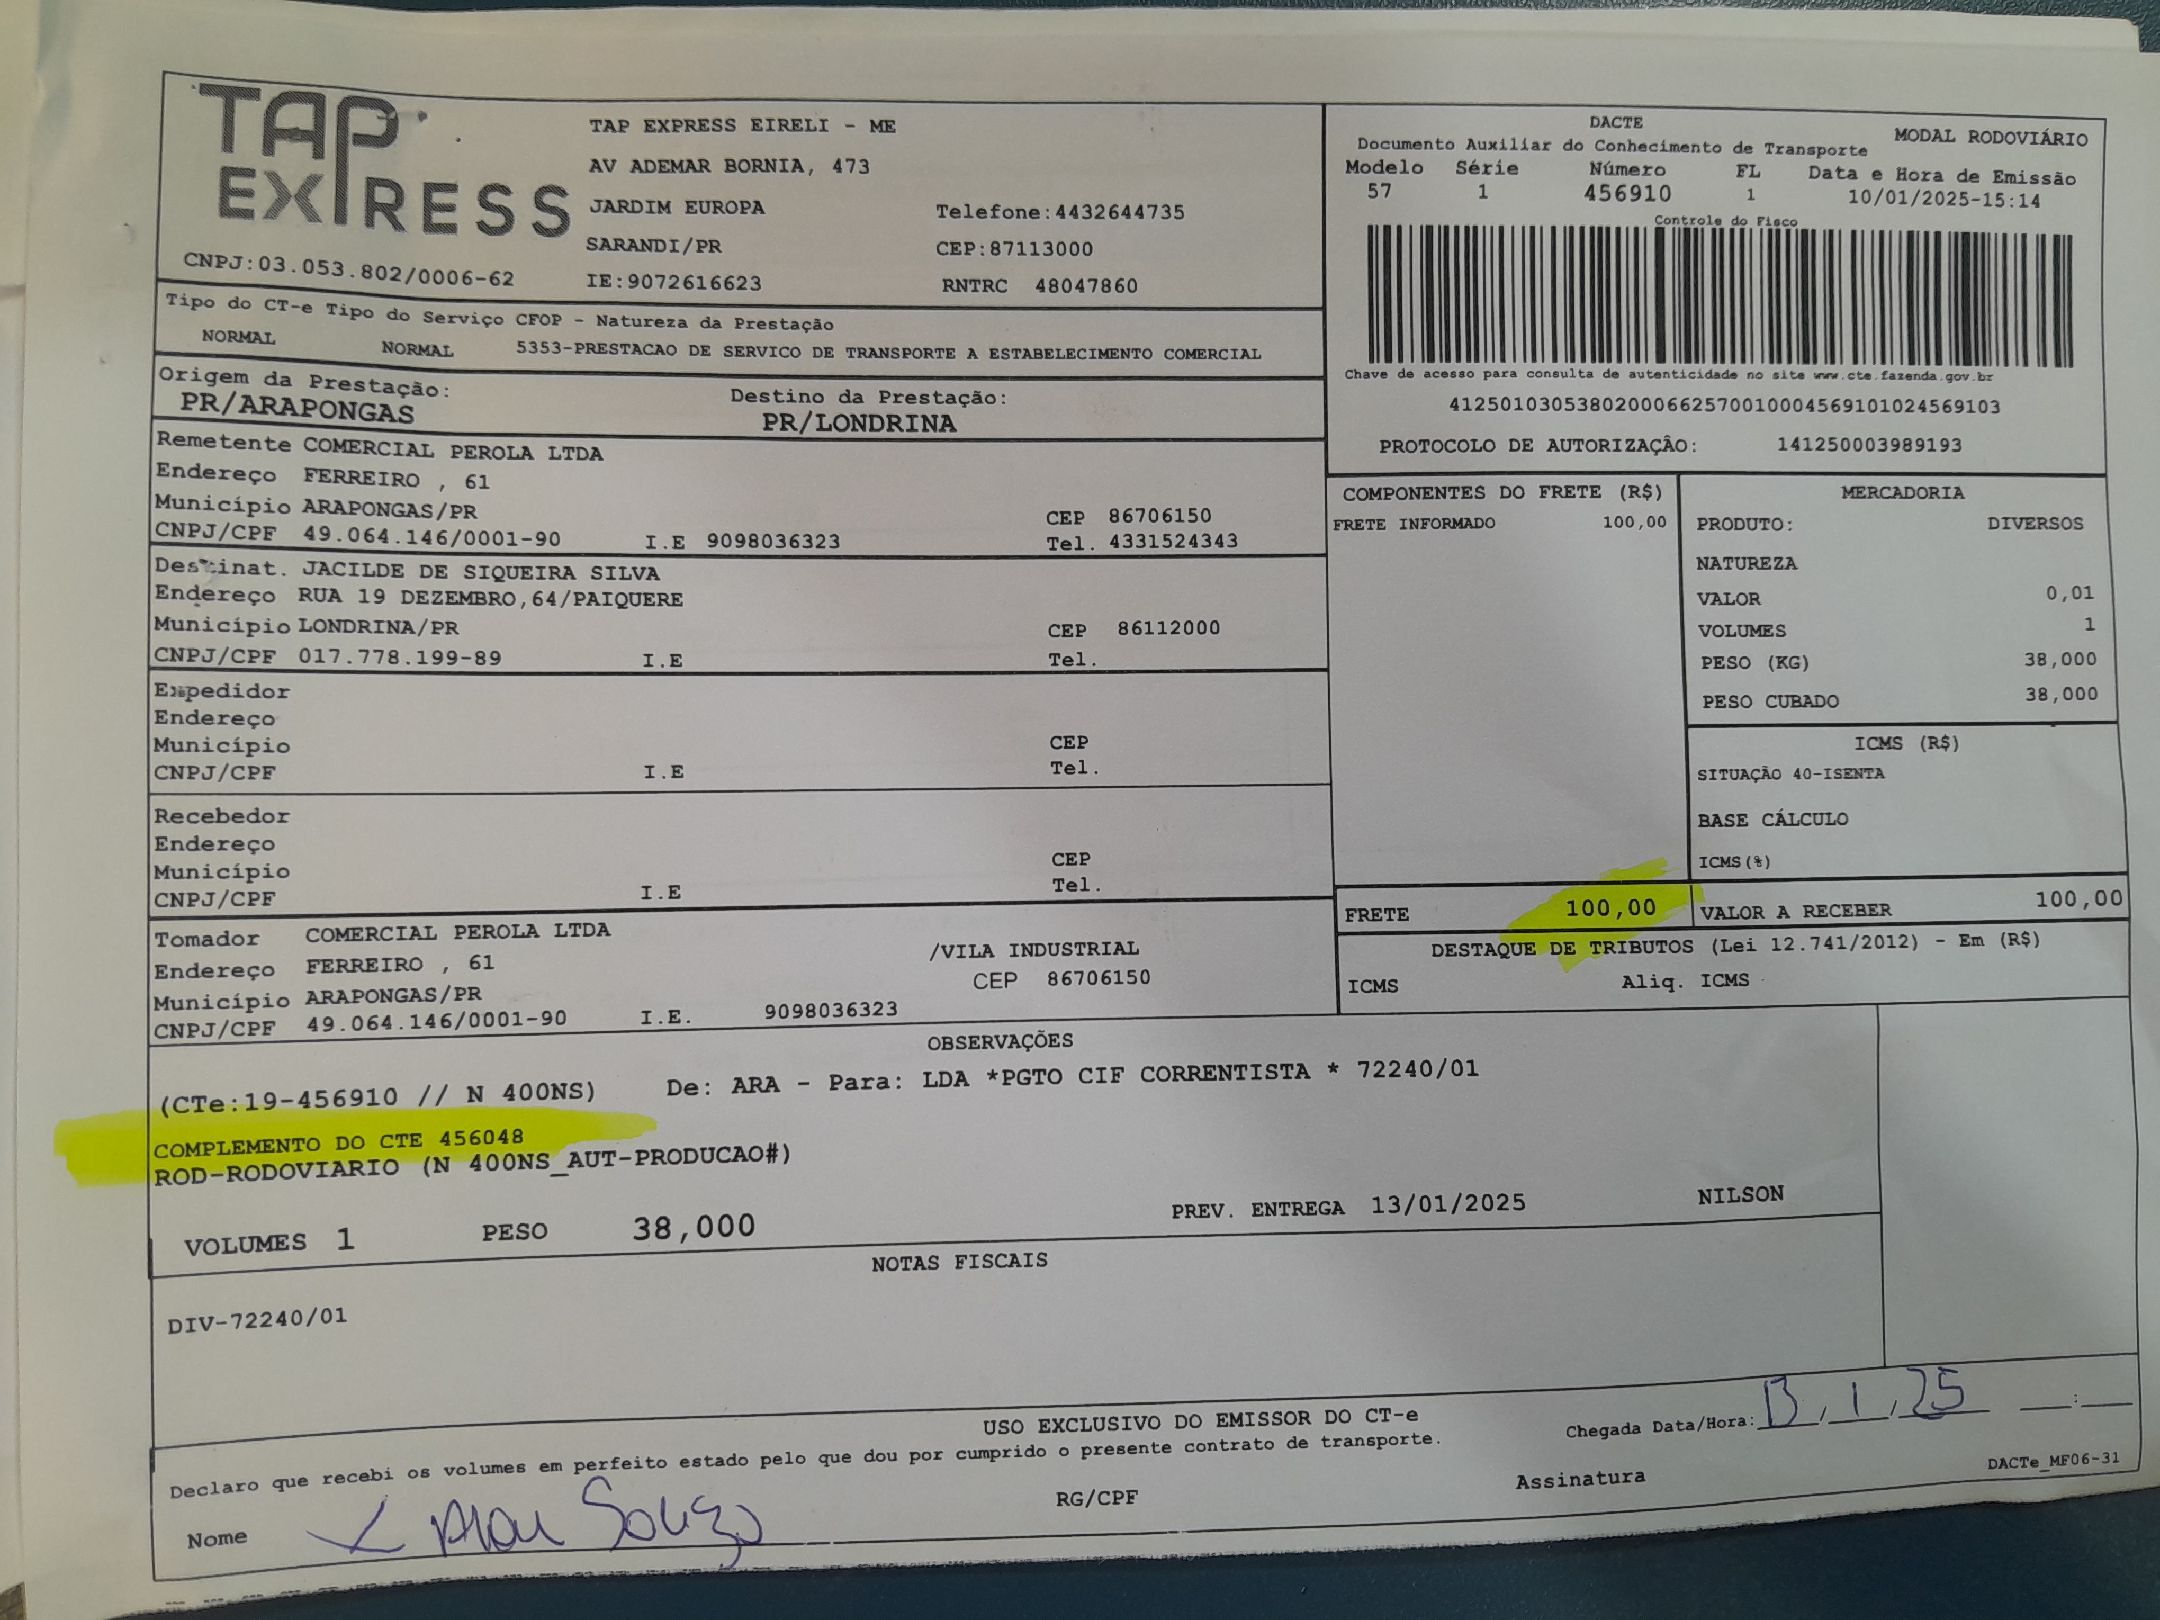 TAP EXPRESS
TAP EXPRESS EIRELI - ME
AV ADEMAR BORNIA, 473
JARDIM EUROPA Telefone:4432644735
SARANDI/PR CEP:87113000
CNPJ:03.053.802/0006-62 IE:9072616623 RNTRC 48047860
DACTE
MODAL RODOVIÁRIO
Documento Auxiliar do Conhecimento de Transporte
Modelo Série Número FL Data e Hora de Emissão
57 1 456910 1 10/01/2025-15:14
Controle do Fisco
Chave de acesso para consulta de autenticidade no site www.cte.fazenda.gov.br
41250103053802000662570010004569101024569103
PROTOCOLO DE AUTORIZAÇÃO: 141250003989193
Tipo do CT-e Tipo do Serviço CFOP - Natureza da Prestação
NORMAL NORMAL 5353-PRESTACAO DE SERVICO DE TRANSPORTE A ESTABELECIMENTO COMERCIAL
Origem da Prestação: Destino da Prestação:
PR/ARAPONGAS PR/LONDRINA
Remetente COMERCIAL PEROLA LTDA
Endereço FERREIRO , 61
Município ARAPONGAS/PR CEP 86706150
CNPJ/CPF 49.064.146/0001-90 I.E 9098036323 Tel. 4331524343
Destinat. JACILDE DE SIQUEIRA SILVA
Endereço RUA 19 DEZEMBRO,64/PAIQUERE
Município LONDRINA/PR CEP 86112000
CNPJ/CPF 017.778.199-89 I.E Tel.
Expedidor
Endereço
Município CEP
CNPJ/CPF I.E Tel.
Recebedor
Endereço
Município CEP
CNPJ/CPF I.E Tel.
Tomador COMERCIAL PEROLA LTDA
Endereço FERREIRO , 61 /VILA INDUSTRIAL
Município ARAPONGAS/PR CEP 86706150
CNPJ/CPF 49.064.146/0001-90 I.E. 9098036323
COMPONENTES DO FRETE (R$)
FRETE INFORMADO 100,00
MERCADORIA
PRODUTO: DIVERSOS
NATUREZA
VALOR 0,01
VOLUMES 1
PESO (KG) 38,000
PESO CUBADO 38,000
ICMS (R$)
SITUAÇÃO 40-ISENTA
BASE CÁLCULO
ICMS(%)
FRETE 100,00 VALOR A RECEBER 100,00
DESTAQUE DE TRIBUTOS (Lei 12.741/2012) - Em (R$)
ICMS Aliq. ICMS
OBSERVAÇÕES
(CTe:19-456910 // N 400NS) De: ARA - Para: LDA *PGTO CIF CORRENTISTA * 72240/01
COMPLEMENTO DO CTE 456048
ROD-RODOVIARIO (N 400NS_AUT-PRODUCAO#)
VOLUMES 1 PESO 38,000 PREV. ENTREGA 13/01/2025 NILSON
NOTAS FISCAIS
DIV-72240/01
USO EXCLUSIVO DO EMISSOR DO CT-e
Declaro que recebi os volumes em perfeito estado pelo que dou por cumprido o presente contrato de transporte.
Chegada Data/Hora: 13/1/25 __:__
Nome RG/CPF Assinatura
DACTe_MF06-31